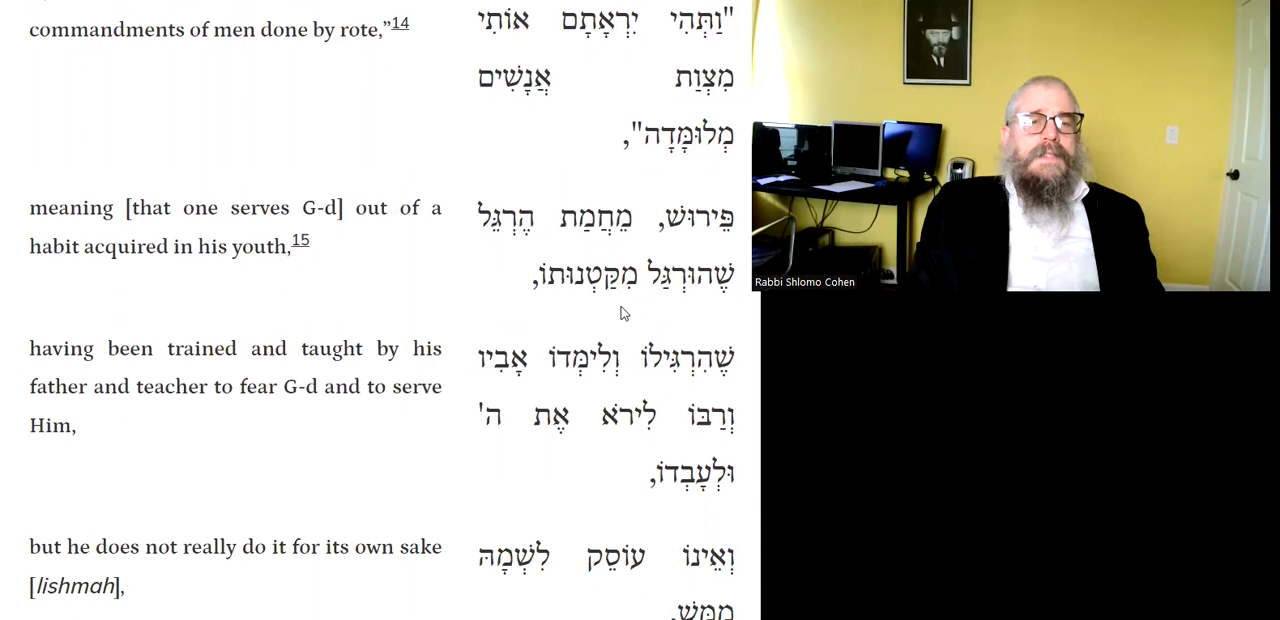 commandments of men done by rote,”14
"וַתְּהִי יִרְאָתָם אוֹתִי
מִצְוַת אֲנָשִׁים
מְלוּמָּדָה",
meaning [that one serves G-d] out of a
habit acquired in his youth,15
פֵּירוּשׁ, מֵחֲמַת הֶרְגֵּל
שֶׁהוּרְגַּל מִקַּטְנוּתוֹ,
having been trained and taught by his
father and teacher to fear G-d and to serve
Him,
שֶׁהִרְגִּילוֹ וְלִימְּדוֹ אָבִיו
וְרַבּוֹ לִירֹא אֶת ה'
וּלְעָבְדוֹ,
but he does not really do it for its own sake
[lishmah],
וְאֵינוֹ עוֹסֵק לִשְׁמָהּ
מַמָּשׁ.
Rabbi Shlomo Cohen